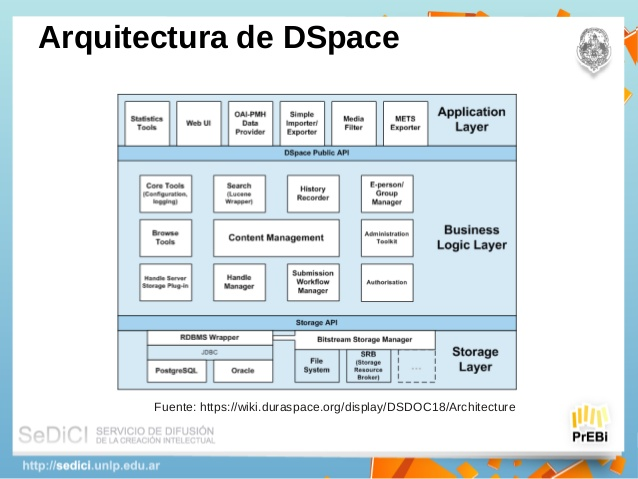 Arquitectura de DSpace
Statistics
Tools
Web UI
OAI-PMH
Data
Provider
Simple
Importer/
Exporter
Media
Filter
METS
Exporter
Application
Layer
DSpace Public API
Core Tools
(Configuration,
logging)
Search
(Lucene
Wrapper)
History
Recorder
E-person/
Group
Manager
Browse
Tools
Content Management
Administration
Toolkit
Business
Logic Layer
Handle Server
Storage Plug-in
Handle
Manager
Submission
Workflow
Manager
Authorisation
Storage API
RDBMS Wrapper
Bitstream Storage Manager
JDBC
PostgreSQL
Oracle
File
System
SRB
(Storage
Resource
Broker)
...
Storage
Layer
Fuente: https://wiki.duraspace.org/display/DSDOC18/Architecture
SeDiCI
SERVICIO DE DIFUSIÓN
DE LA CREACIÓN INTELECTUAL
PrEBi
http://sedici.unlp.edu.ar